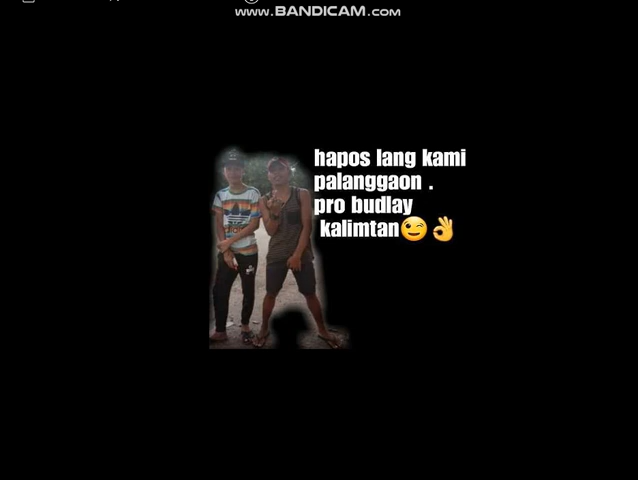 www.BANDICAM.com
hapos lang kami
palanggaon .
pro budlay
kalimtan😉👌